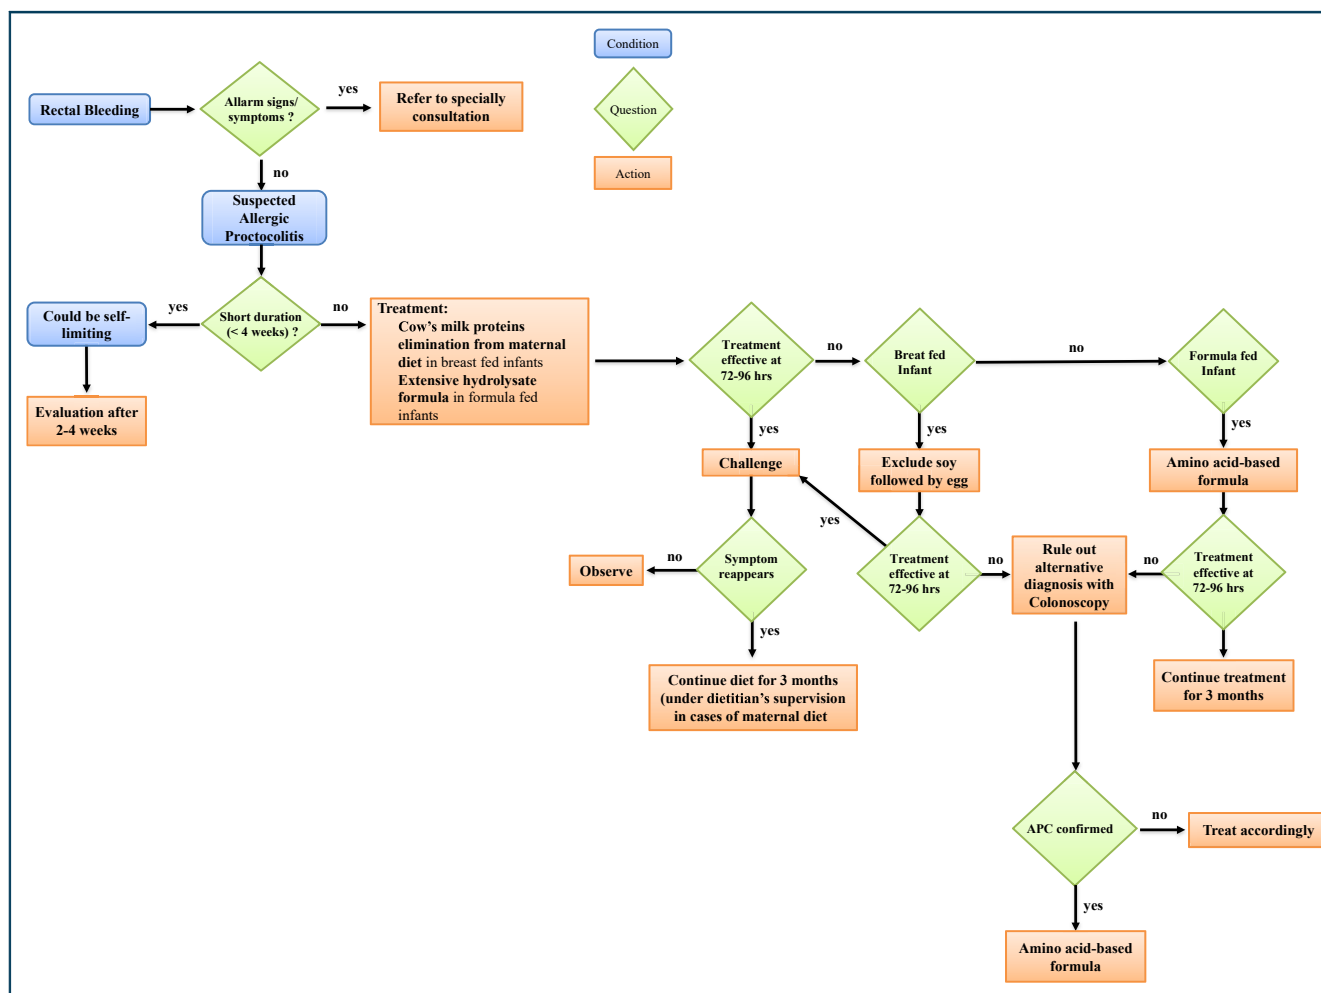 Condition
Question
Action
Rectal Bleeding
Allarm signs/
symptoms ?
yes
Refer to specially
consultation
no
Suspected
Allergic
Proctocolitis
Short duration
(< 4 weeks) ?
yes
Could be self-
limiting
Evaluation after
2-4 weeks
no
Treatment:
Cow's milk proteins
elimination from maternal
diet in breast fed infants
Extensive hydrolysate
formula in formula fed
infants
Treatment
effective at
72-96 hrs
no
Breat fed
Infant
no
Formula fed
Infant
yes
Challenge
yes
Exclude soy
followed by egg
yes
Amino acid-based
formula
yes
Symptom
reappears
no
Observe
yes
Continue diet for 3 months
(under dietitian's supervision
in cases of maternal diet
Treatment
effective at
72-96 hrs
no
Rule out
alternative
diagnosis with
Colonoscopy
no
Treatment
effective at
72-96 hrs
yes
Continue treatment
for 3 months
APC confirmed
no
Treat accordingly
yes
Amino acid-based
formula